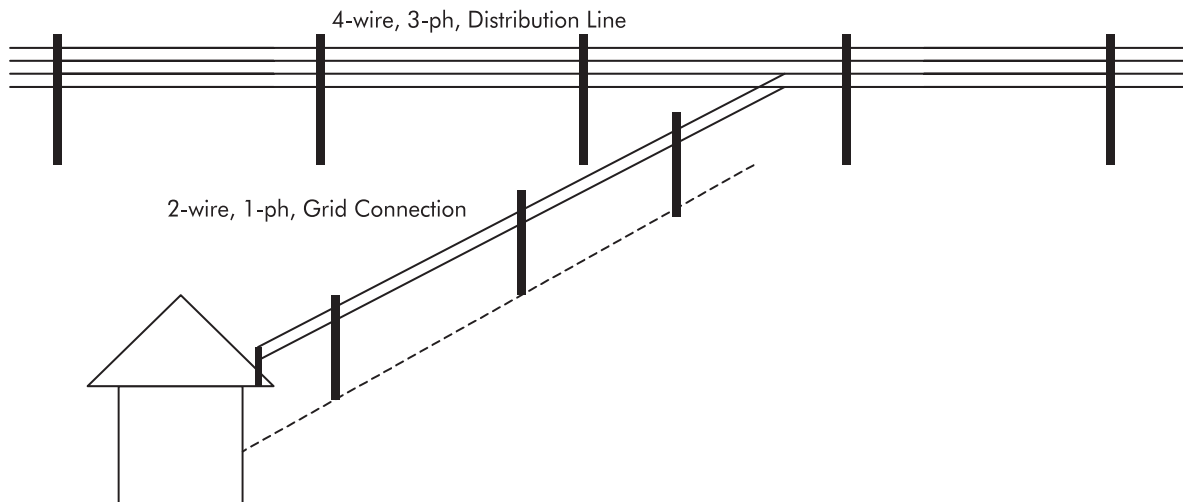 4-wire, 3-ph, Distribution Line
2-wire, 1-ph, Grid Connection